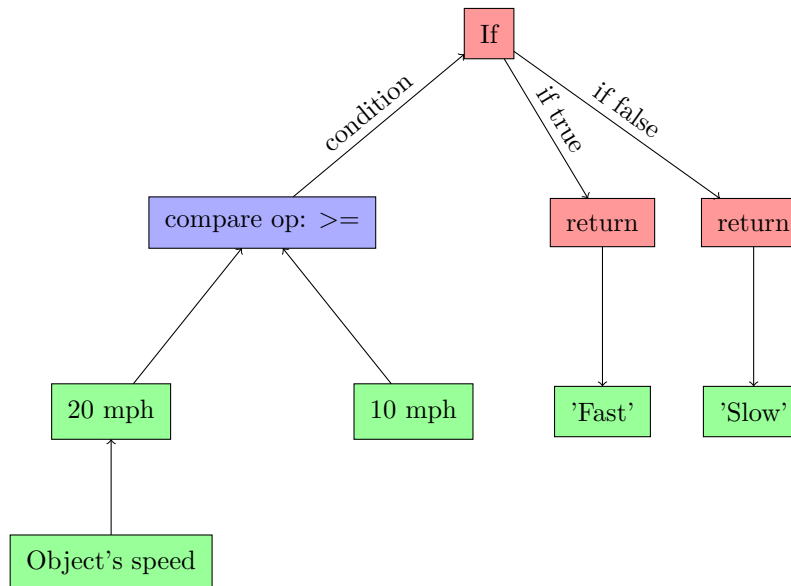 If
condition
if true
if false
compare op: >=
return
return
20 mph
10 mph
'Fast'
'Slow'
Object's speed